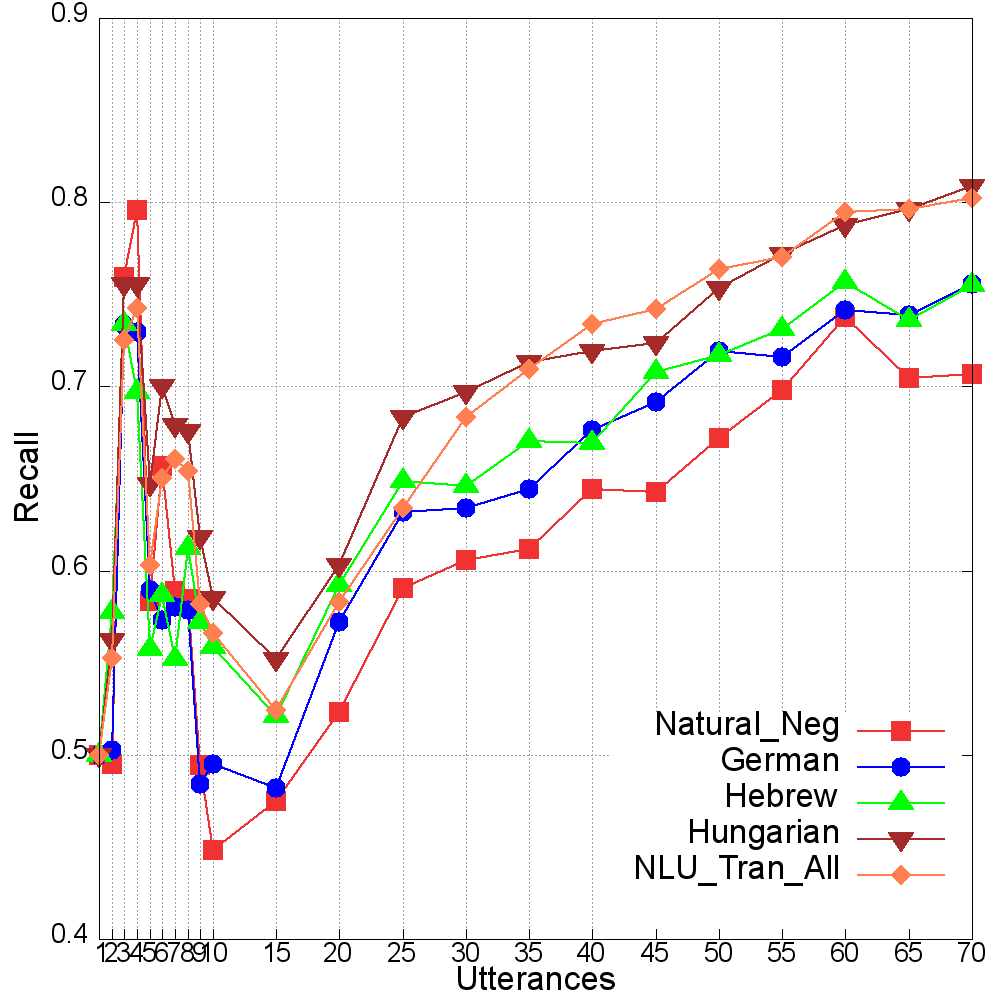 0.9
0.8
0.7
0.6
0.5
0.4
Recall
Natural_Neg
German
Hebrew
Hungarian
NLU_Tran_All
1 2 3 4 5 6 7 8 9 10 15 20 25 30 35 40 45 50 55 60 65 70
Utterances